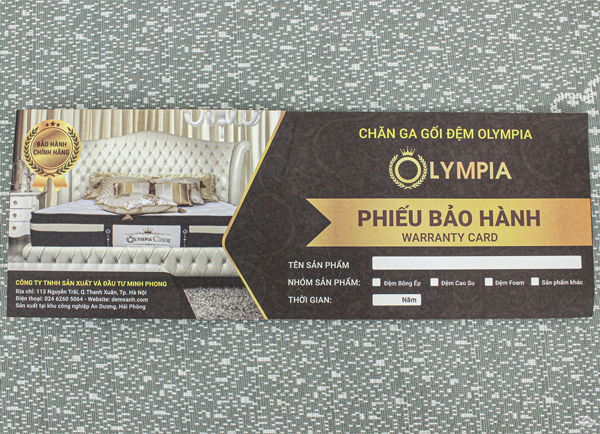 BẢO HÀNH
CHÍNH HÃNG
OLYMPIA
CÔNG TY TNHH SẢN XUẤT VÀ ĐẦU TƯ MINH PHONG
Địa chỉ: 113 Nguyễn Trãi, Q.Thanh Xuân, Tp. Hà Nội
Điện thoại: 024 6260 5064 - Website: demxanh.com
Sản xuất tại khu công nghiệp An Dương, Hải Phòng
CHĂN GA GỐI ĐỆM OLYMPIA
OLYMPIA
PHIẾU BẢO HÀNH
WARRANTY CARD
TÊN SẢN PHẨM
NHÓM SẢN PHẨM: Đệm Bông Ép Đệm Cao Su Đệm Foam Sản phẩm khác
THỜI GIAN: Năm